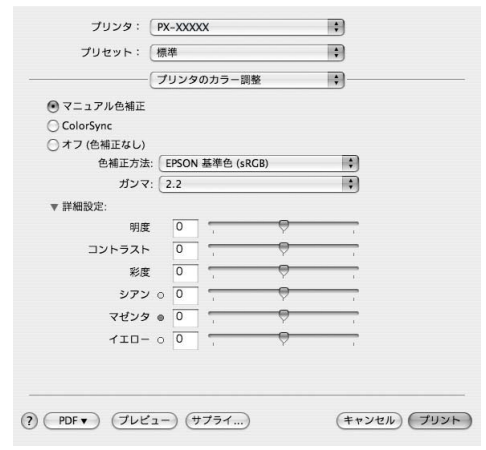 プリンタ： PX-XXXXX
プリセット： 標準
プリンタのカラー調整
マニュアル色補正
ColorSync
オフ (色補正なし)
色補正方法: EPSON 基準色 (sRGB)
ガンマ: 2.2
▼ 詳細設定:
明度 0
コントラスト 0
彩度 0
シアン 0
マゼンタ 0
イエロー 0
? PDF▼ プレビュー サプライ... キャンセル プリント